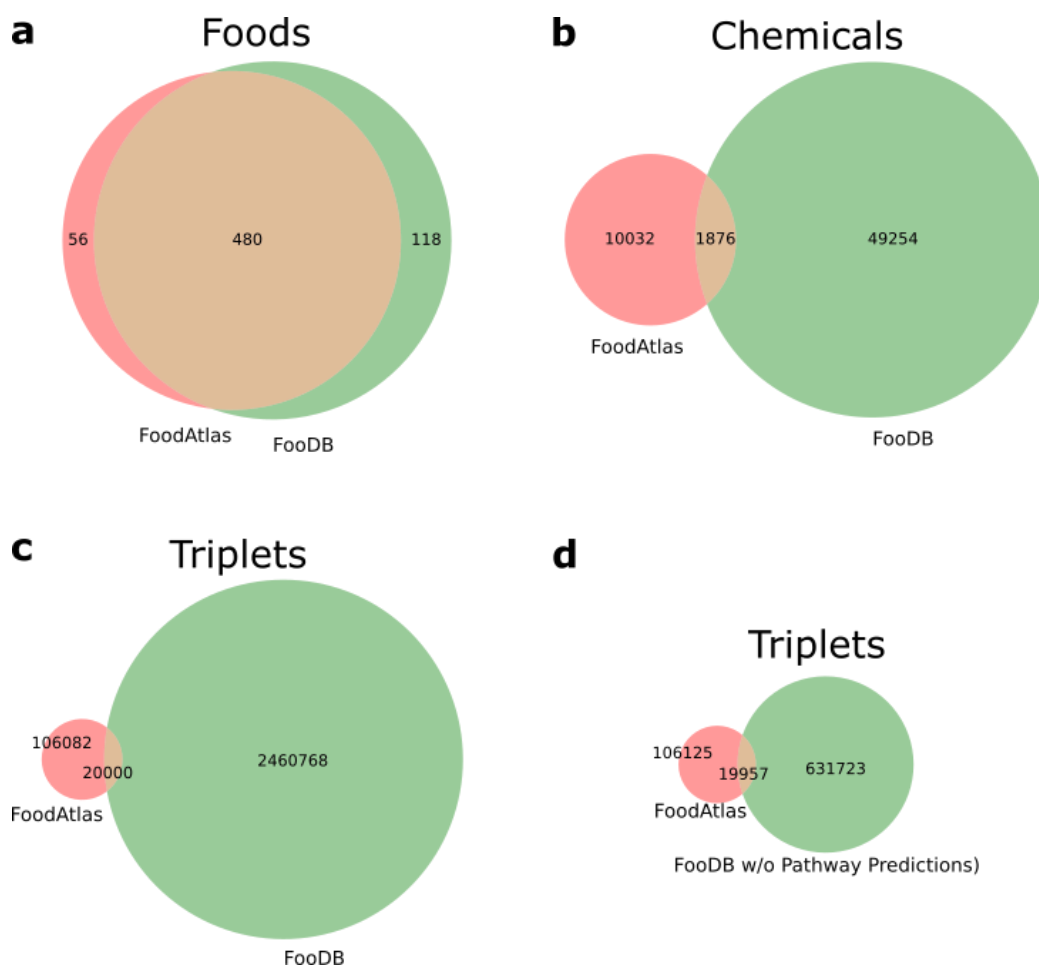 a
Foods
56
480
118
FoodAtlas
FooDB
b
Chemicals
10032
1876
49254
FoodAtlas
FooDB
c
Triplets
106082
20000
2460768
FoodAtlas
FooDB
d
Triplets
106125
19957
631723
FoodAtlas
FooDB w/o Pathway Predictions)